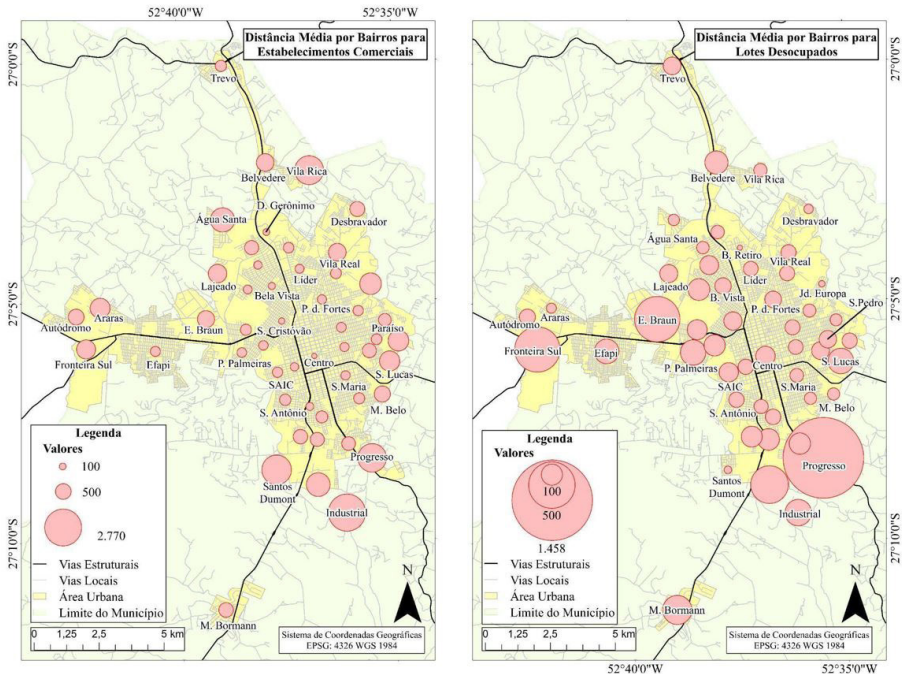 52°40'0"W
52°35'0"W
27°0'0"S
27°5'0"S
27°10'0"S
Distância Média por Bairros para
Estabelecimentos Comerciais
Trevo
Belvedere
Vila Rica
D. Gerônimo
Água Santa
Desbravador
Vila Real
Lajeado
Líder
Bela Vista
P. d. Fortes
Araras
Autódromo
E. Braun
S. Cristóvão
Paraíso
Fronteira Sul
Efapi
P. Palmeiras
Centro
SAIC
S. Lucas
S.Maria
S. Antônio
M. Belo
Progresso
Santos
Dumont
Industrial
M. Bormann
Legenda
Valores
100
500
2.770
Vias Estruturais
Vias Locais
Área Urbana
Limite do Município
0 1,25 2,5 5 km
N
Sistema de Coordenadas Geográficas
EPSG: 4326 WGS 1984
Distância Média por Bairros para
Lotes Desocupados
Trevo
Belvedere
Vila Rica
Desbravador
Água Santa
B. Retiro
Vila Real
Lajeado
Líder
B. Vista
Jd. Europa
P. d. Fortes
S.Pedro
Araras
Autódromo
E. Braun
Fronteira Sul
Efapi
P. Palmeiras
Centro
S. Lucas
SAIC
S.Maria
S. Antônio
M. Belo
Progresso
Santos
Dumont
Industrial
M. Bormann
Legenda
Valores
100
500
1.458
Vias Estruturais
Vias Locais
Área Urbana
Limite do Município
0 1,25 2,5 5 km
N
Sistema de Coordenadas Geográficas
EPSG: 4326 WGS 1984
27°0'0"S
27°5'0"S
27°10'0"S
52°40'0"W
52°35'0"W